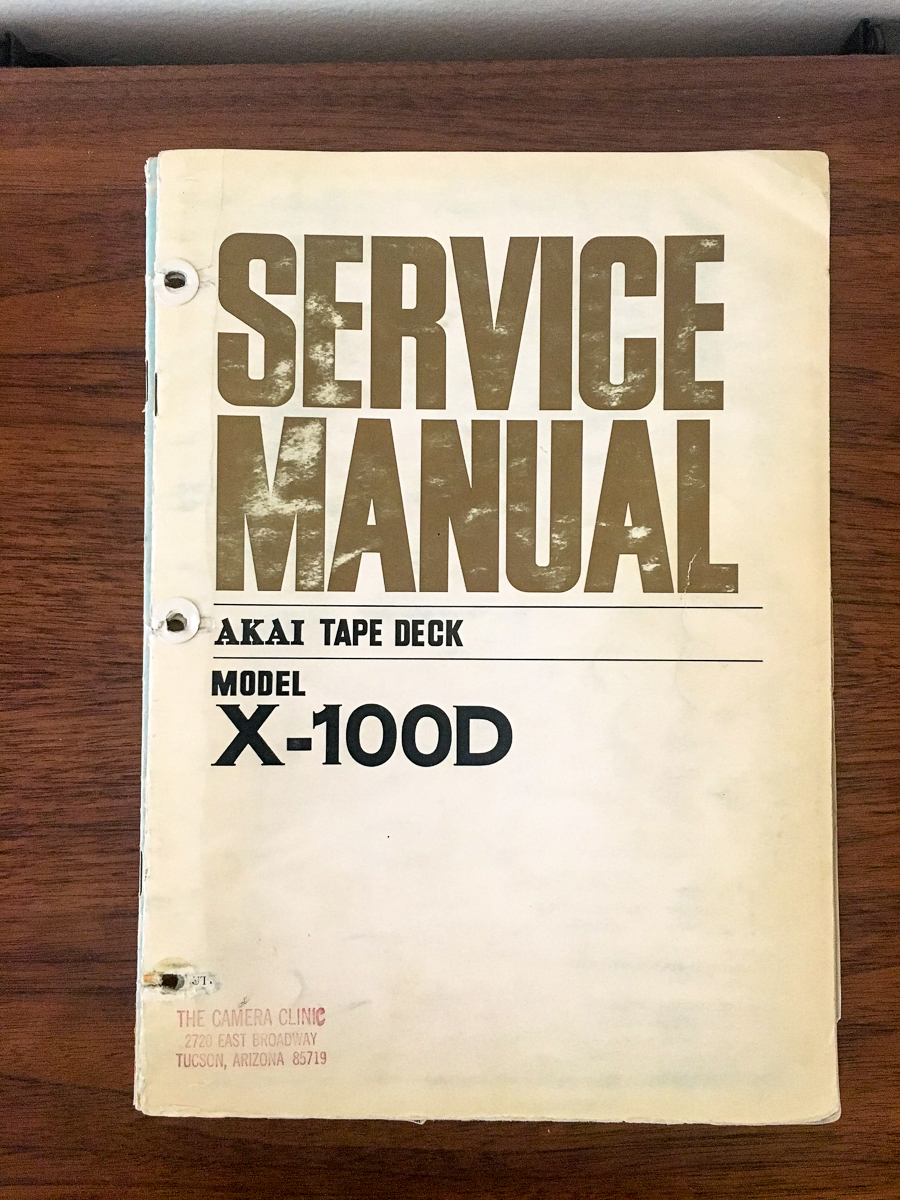 SERVICE
MANUAL
AKAI TAPE DECK
MODEL
X-100D
THE CAMERA CLINIC
2720 EAST BROADWAY
TUCSON, ARIZONA 85719